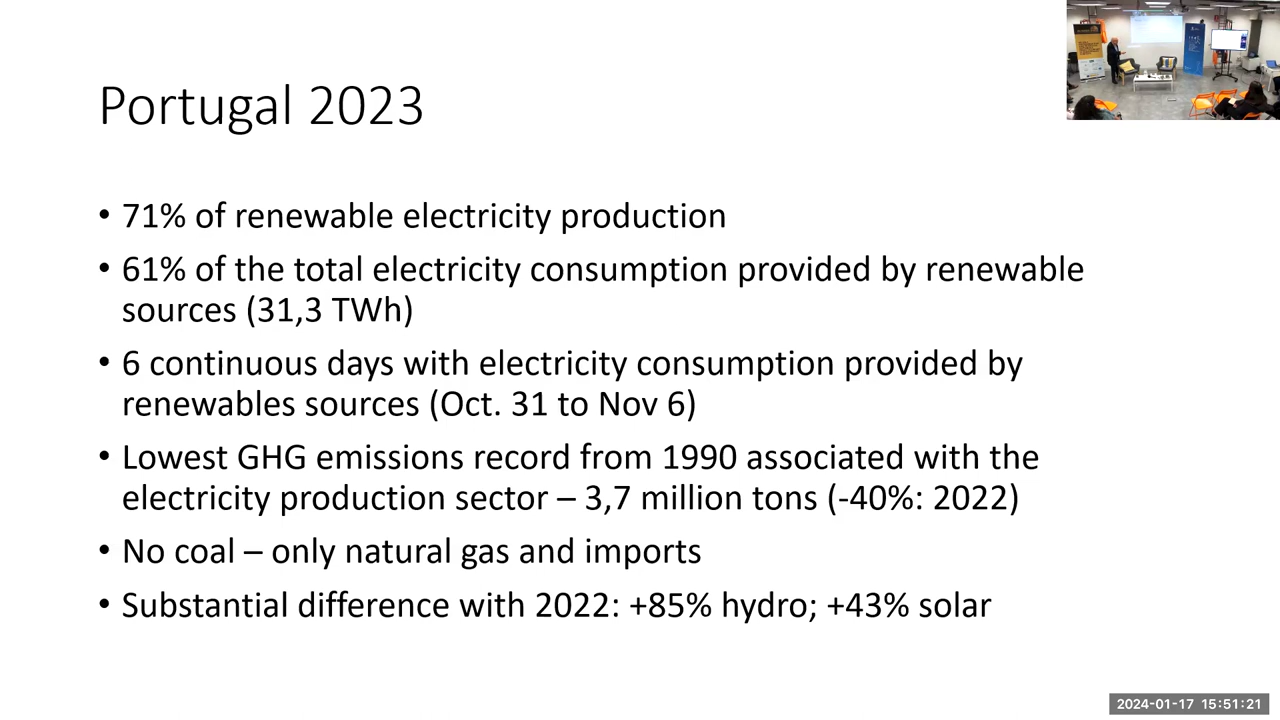 Portugal 2023
• 71% of renewable electricity production
• 61% of the total electricity consumption provided by renewable
sources (31,3 TWh)
• 6 continuous days with electricity consumption provided by
renewables sources (Oct. 31 to Nov 6)
• Lowest GHG emissions record from 1990 associated with the
electricity production sector – 3,7 million tons (-40%: 2022)
• No coal – only natural gas and imports
• Substantial difference with 2022: +85% hydro; +43% solar
2024-01-17 15:51:21